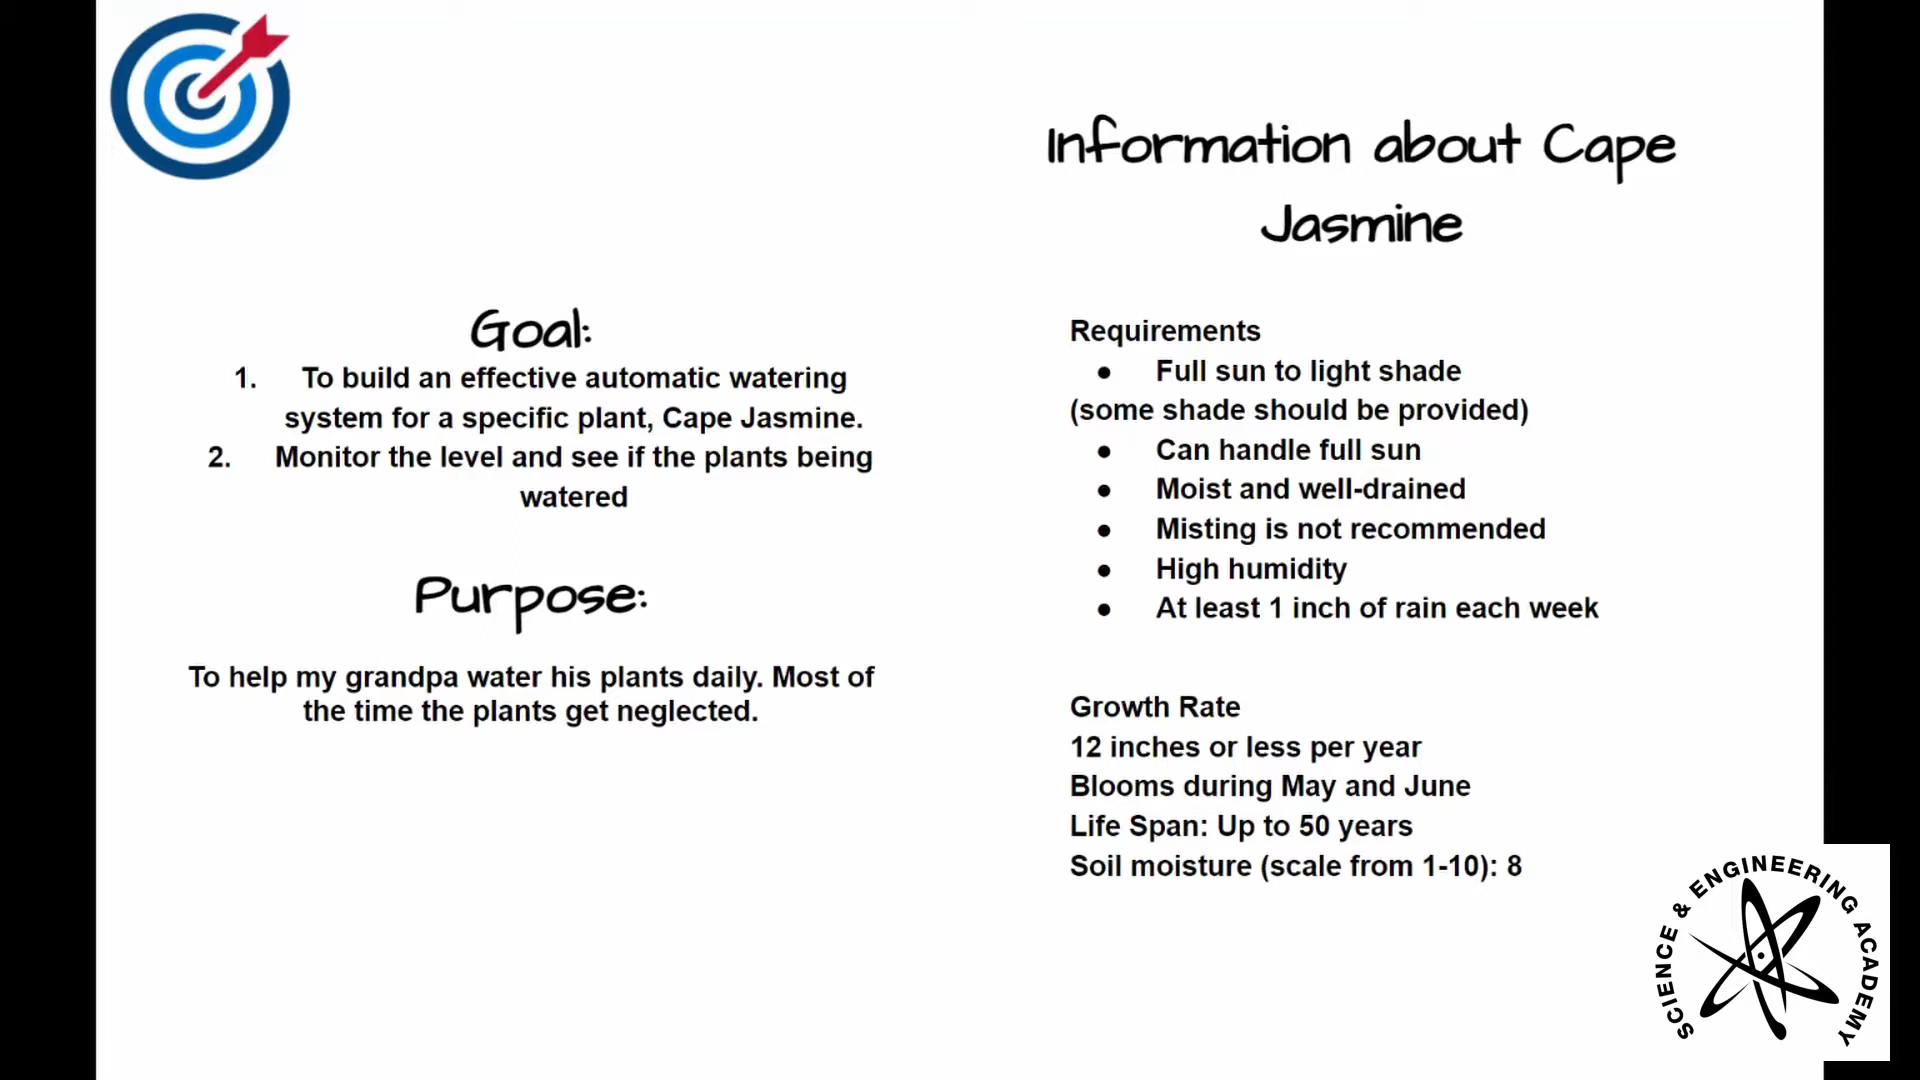 Goal:
1. To build an effective automatic watering
system for a specific plant, Cape Jasmine.
2. Monitor the level and see if the plants being
watered
Purpose:
To help my grandpa water his plants daily. Most of
the time the plants get neglected.
Information about Cape
Jasmine
Requirements
● Full sun to light shade
(some shade should be provided)
● Can handle full sun
● Moist and well-drained
● Misting is not recommended
● High humidity
● At least 1 inch of rain each week
Growth Rate
12 inches or less per year
Blooms during May and June
Life Span: Up to 50 years
Soil moisture (scale from 1-10): 8
SCIENCE & ENGINEERING ACADEMY